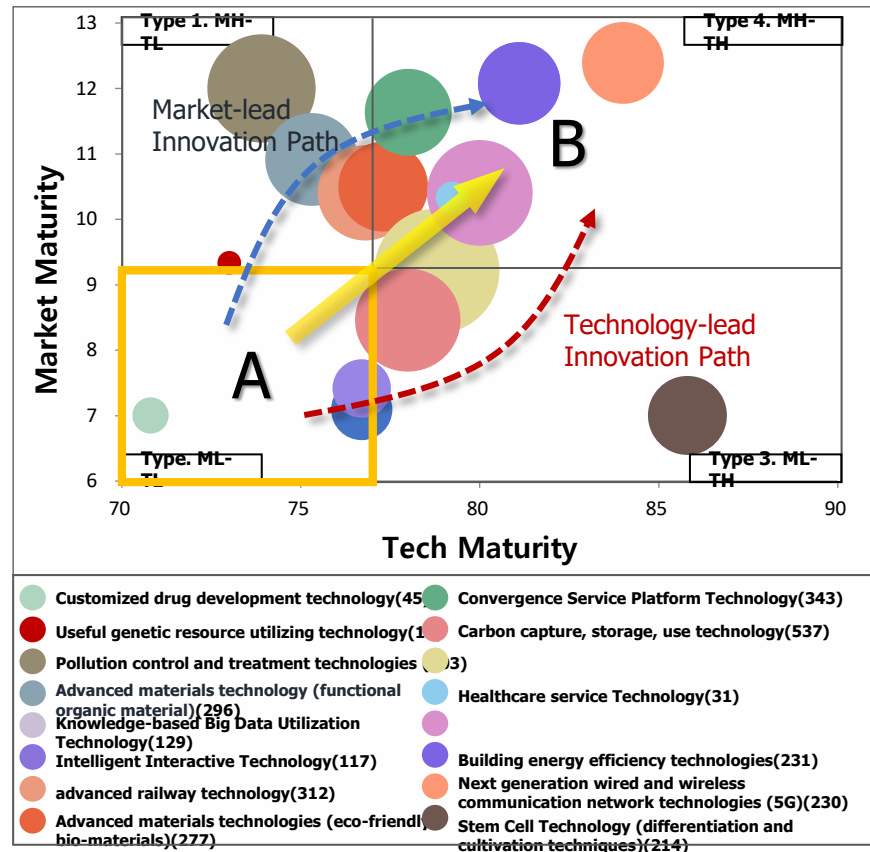 Type 1. MH-
TL
Type 4. MH-
TH
13
12
11
10
9
8
7
6
Market Maturity
Market-lead
Innovation Path
B
A
Technology-lead
Innovation Path
Type. ML-
TL
Type 3. ML-
TH
70
75
80
85
90
Tech Maturity
Customized drug development technology(45)
Useful genetic resource utilizing technology(1
Pollution control and treatment technologies 03)
Advanced materials technology (functional
organic material)(296)
Knowledge-based Big Data Utilization
Technology(129)
Intelligent Interactive Technology(117)
advanced railway technology(312)
Advanced materials technologies (eco-friendly
bio-materials)(277)
Convergence Service Platform Technology(343)
Carbon capture, storage, use technology(537)
Healthcare service Technology(31)
Building energy efficiency technologies(231)
Next generation wired and wireless
communication network technologies (5G)(230)
Stem Cell Technology (differentiation and
cultivation techniques)(214)